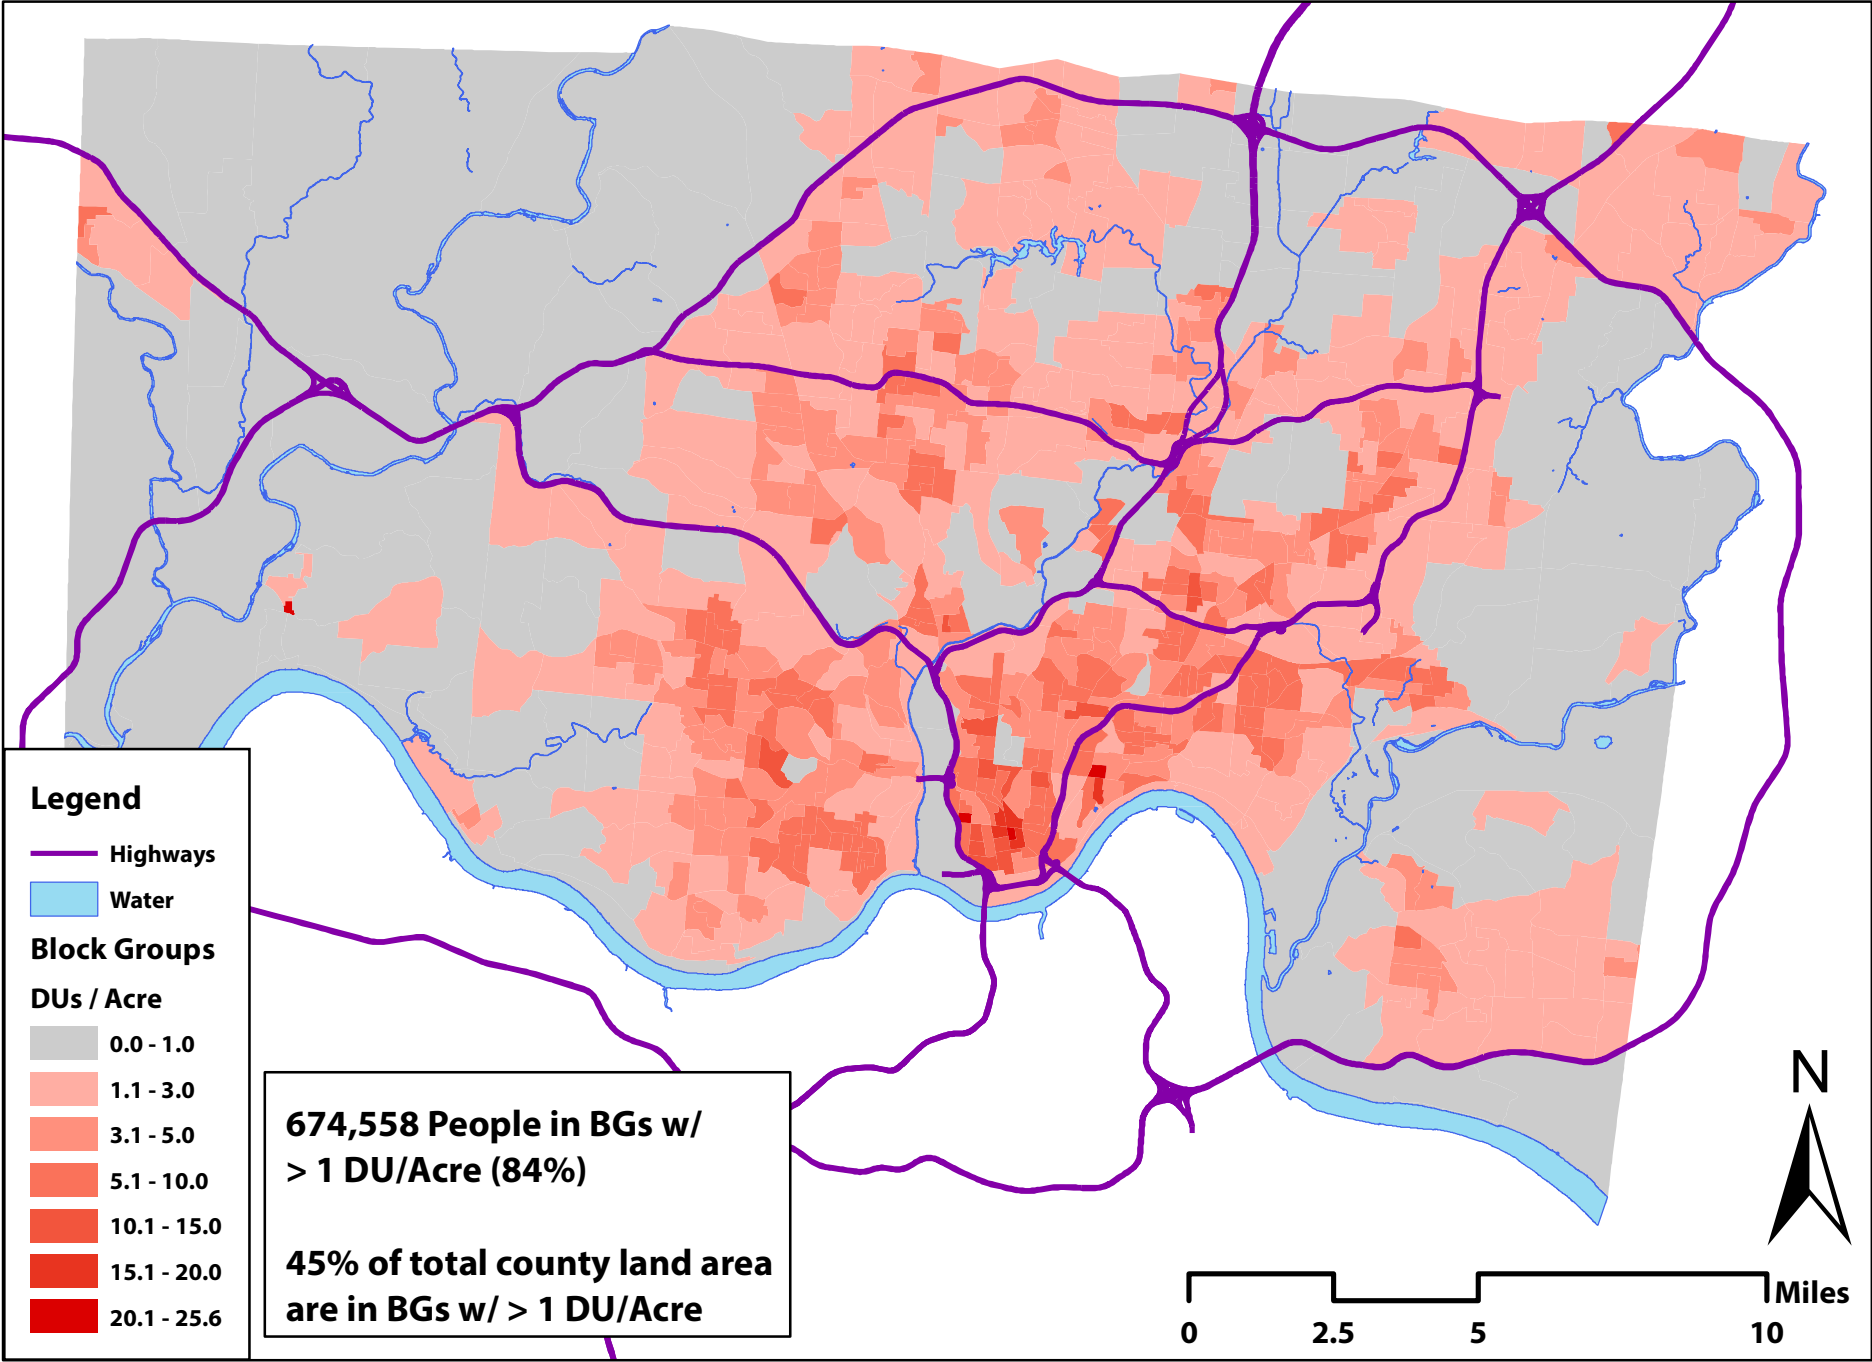 Legend
Highways
Water
Block Groups
DUs / Acre
0.0 - 1.0
1.1 - 3.0
3.1 - 5.0
5.1 - 10.0
10.1 - 15.0
15.1 - 20.0
20.1 - 25.6
674,558 People in BGs w/
> 1 DU/Acre (84%)
45% of total county land area
are in BGs w/ > 1 DU/Acre
N
Miles
0 2.5 5 10